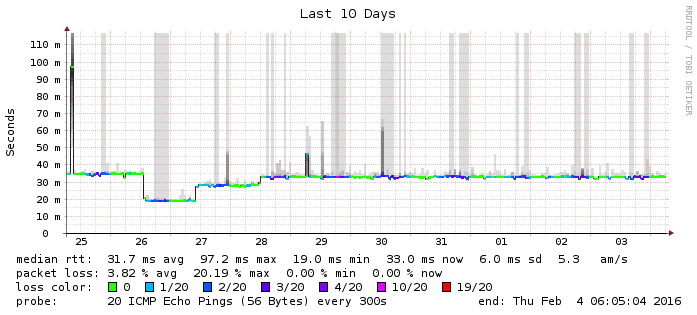 Last 10 Days
RRDTOOL / TOBI OETIKER
Seconds
110 m
100 m
90 m
80 m
70 m
60 m
50 m
40 m
30 m
20 m
10 m
0
25 26 27 28 29 30 31 01 02 03
median rtt: 31.7 ms avg 97.2 ms max 19.0 ms min 33.0 ms now 6.0 ms sd 5.3 am/s
packet loss: 3.82 % avg 20.19 % max 0.00 % min 0.00 % now
loss color: 0 1/20 2/20 3/20 4/20 10/20 19/20
probe: 20 ICMP Echo Pings (56 Bytes) every 300s end: Thu Feb 4 06:05:04 2016